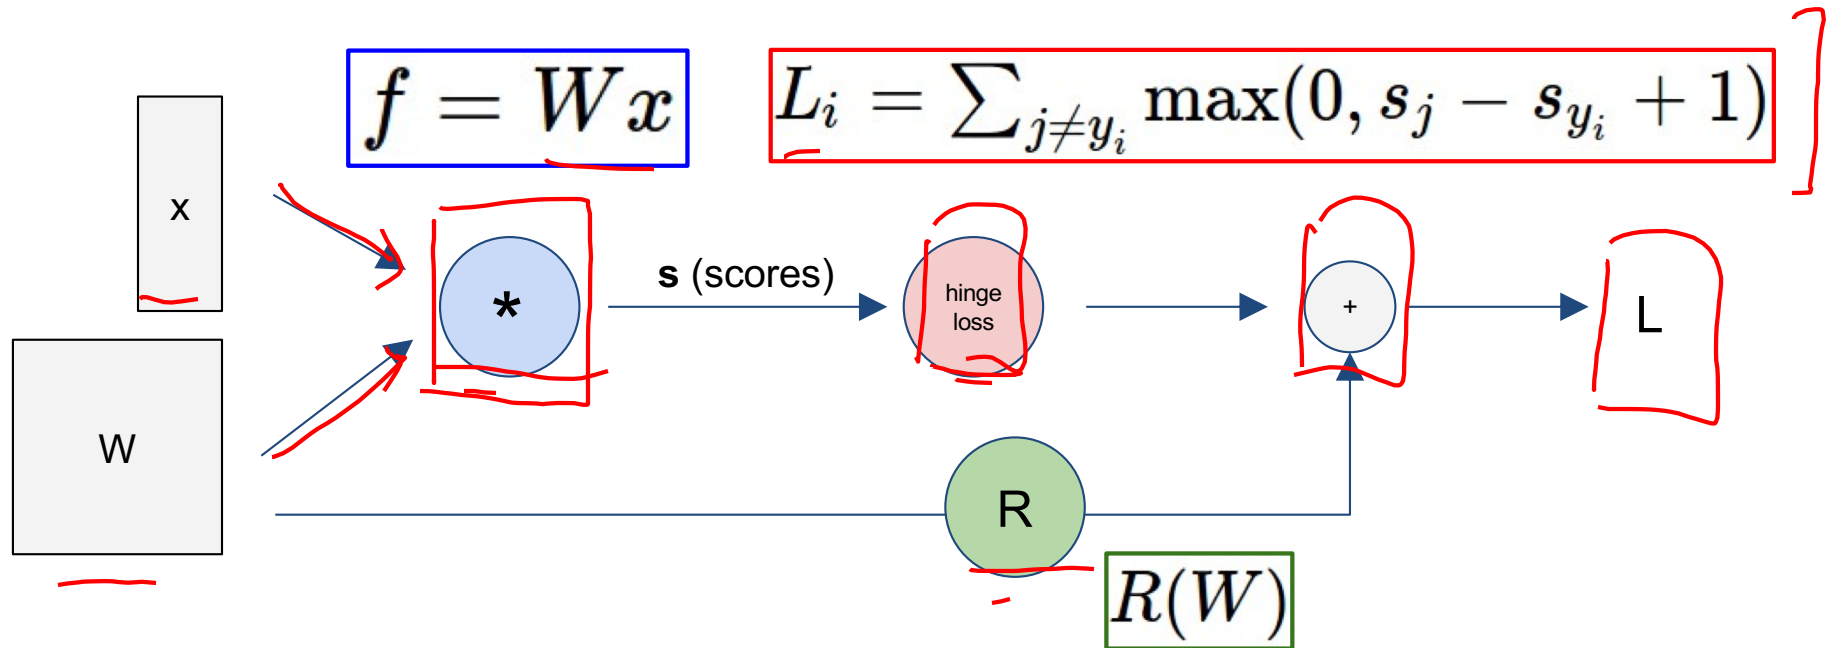 f = Wx
L_i = ∑_{j≠y_i} max(0, s_j − s_{y_i} + 1)
x
*
s (scores)
hinge
loss
+
L
W
R
R(W)